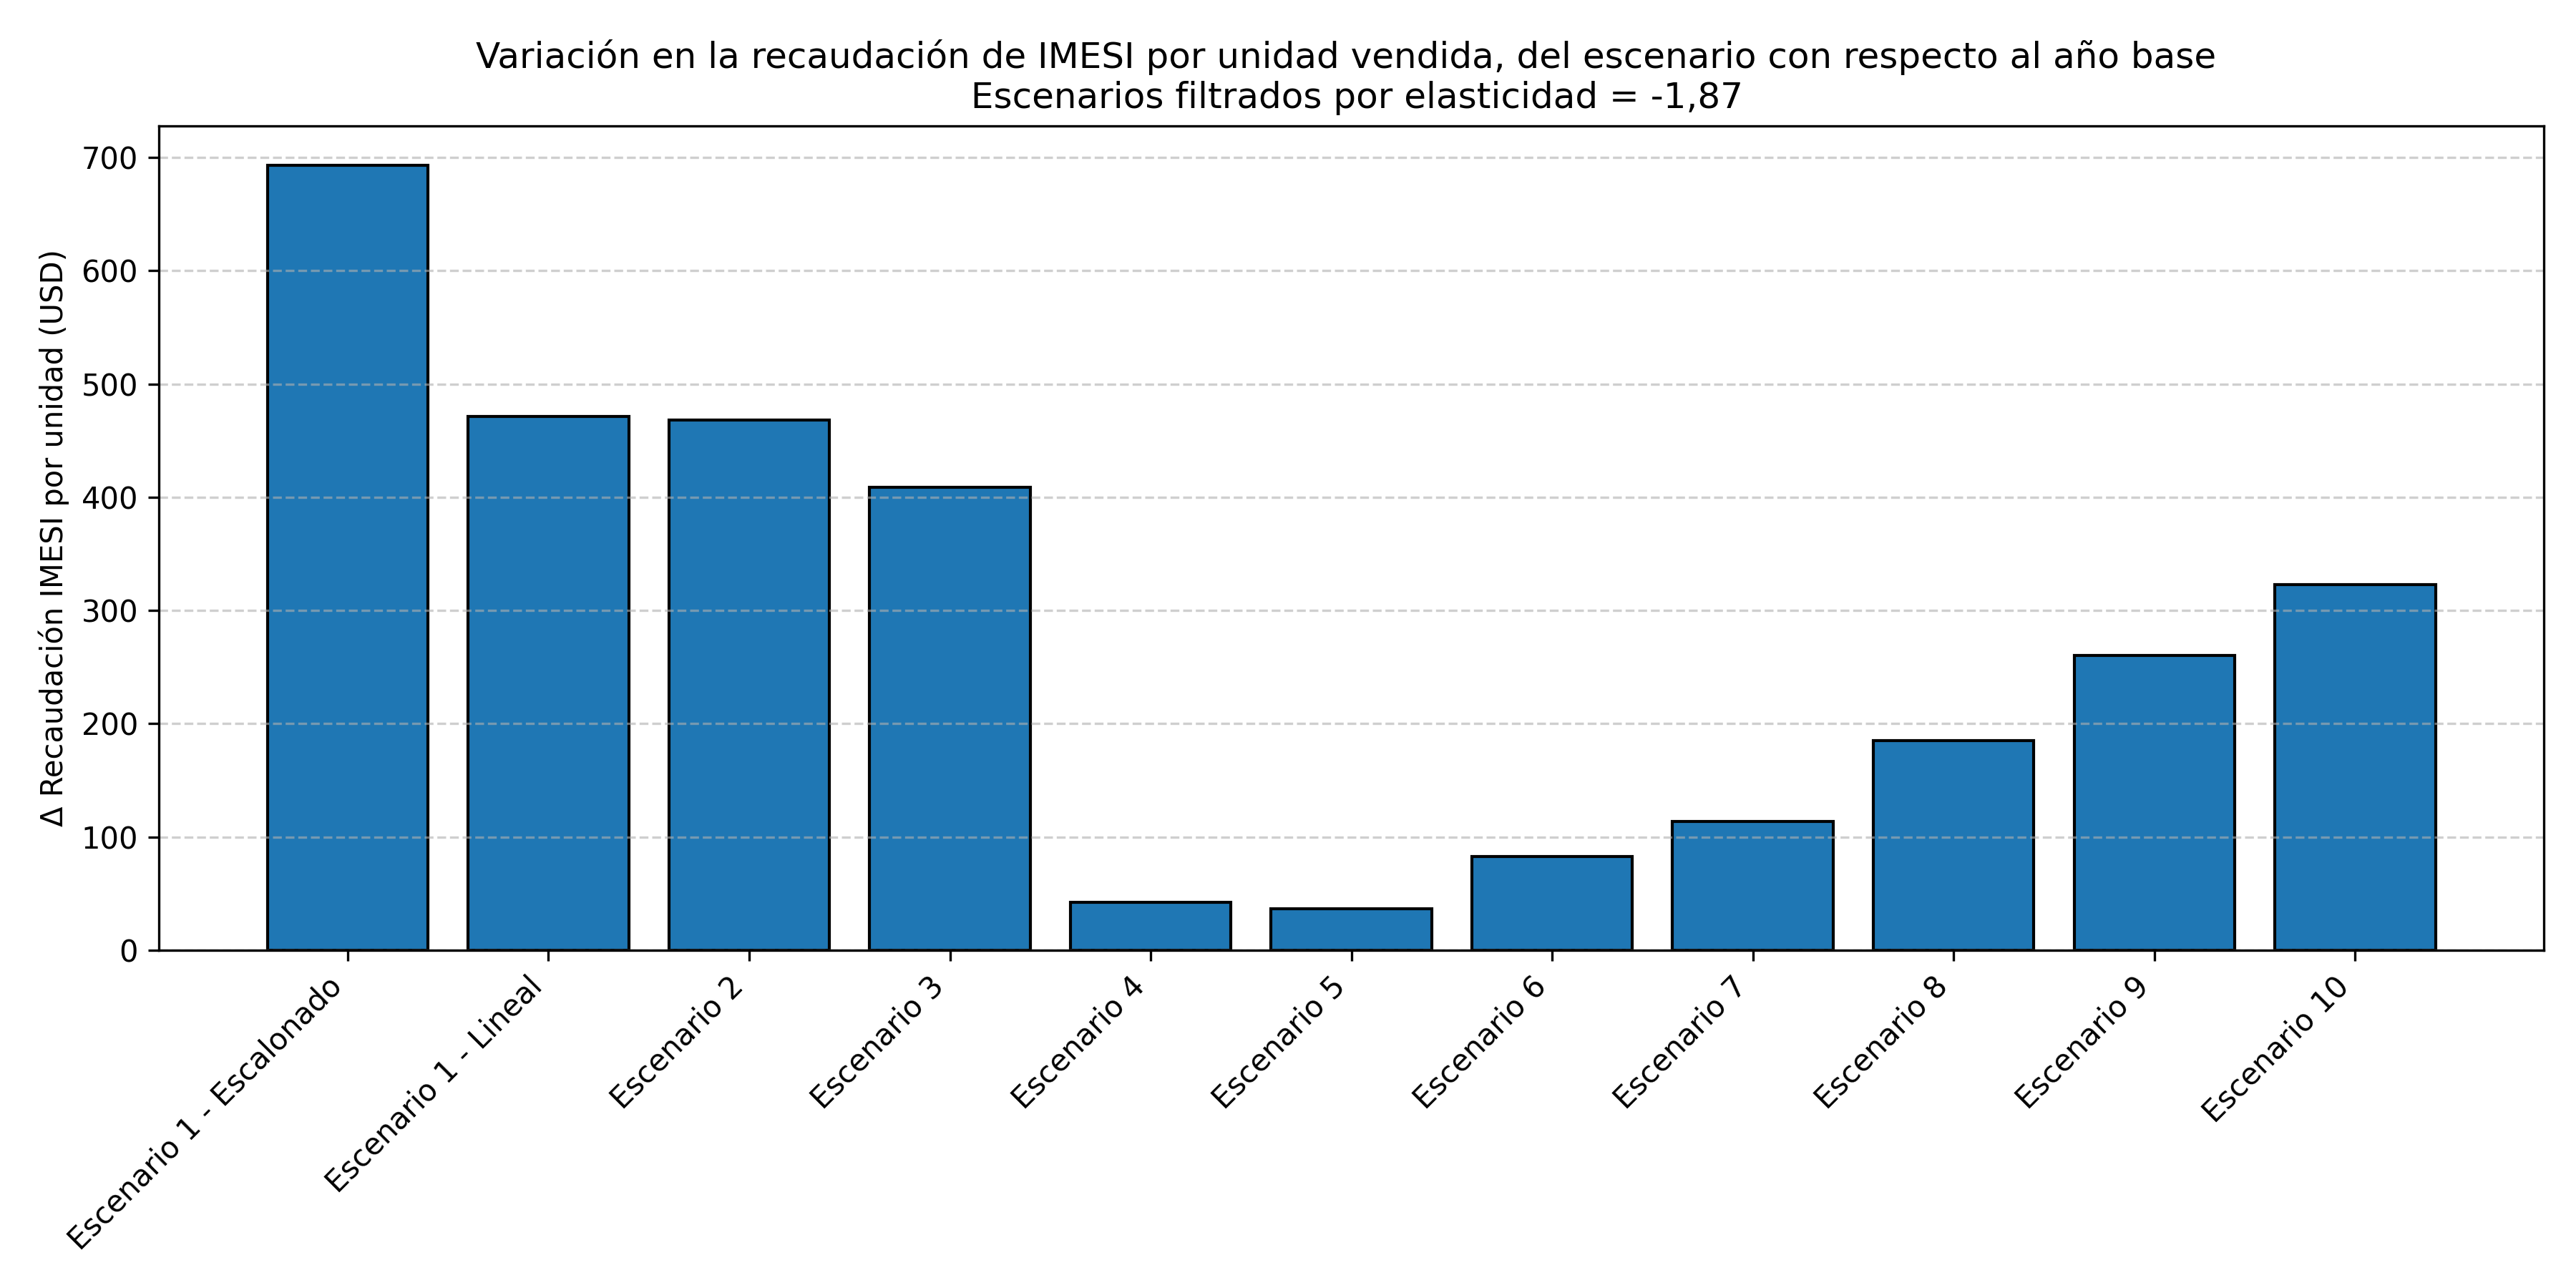 Variación en la recaudación de IMESI por unidad vendida, del escenario con respecto al año base
Escenarios filtrados por elasticidad = -1,87
Δ Recaudación IMESI por unidad (USD)
700
600
500
400
300
200
100
0
Escenario 1 - Escalonado
Escenario 1 - Lineal
Escenario 2
Escenario 3
Escenario 4
Escenario 5
Escenario 6
Escenario 7
Escenario 8
Escenario 9
Escenario 10